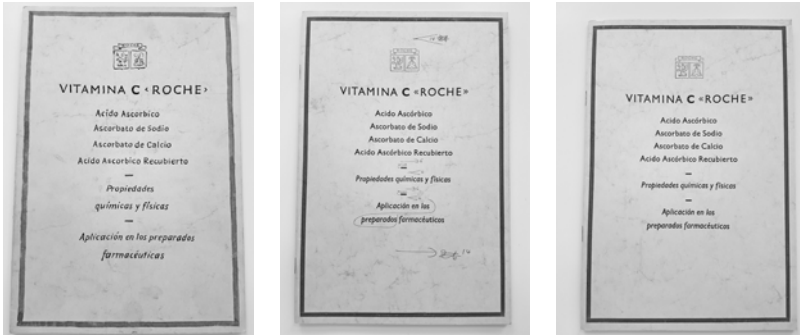 VITAMINA C ‹ROCHE›
Acido Ascorbico
Ascorbato de Sodio
Ascorbato de Calcio
Acido Ascorbico Recubierto
Propiedades
químicas y físicas
Aplicación en los preparados
farmacéuticas
VITAMINA C «ROCHE»
Acido Ascórbico
Ascorbato de Sodio
Ascorbato de Calcio
Acido Ascórbico Recubierto
Propiedades químicas y físicas
Aplicación en los
preparados farmacéuticos
VITAMINA C «ROCHE»
Acido Ascórbico
Ascorbato de Sodio
Ascorbato de Calcio
Acido Ascórbico Recubierto
Propiedades químicas y físicas
Aplicación en los
preparados farmacéuticos